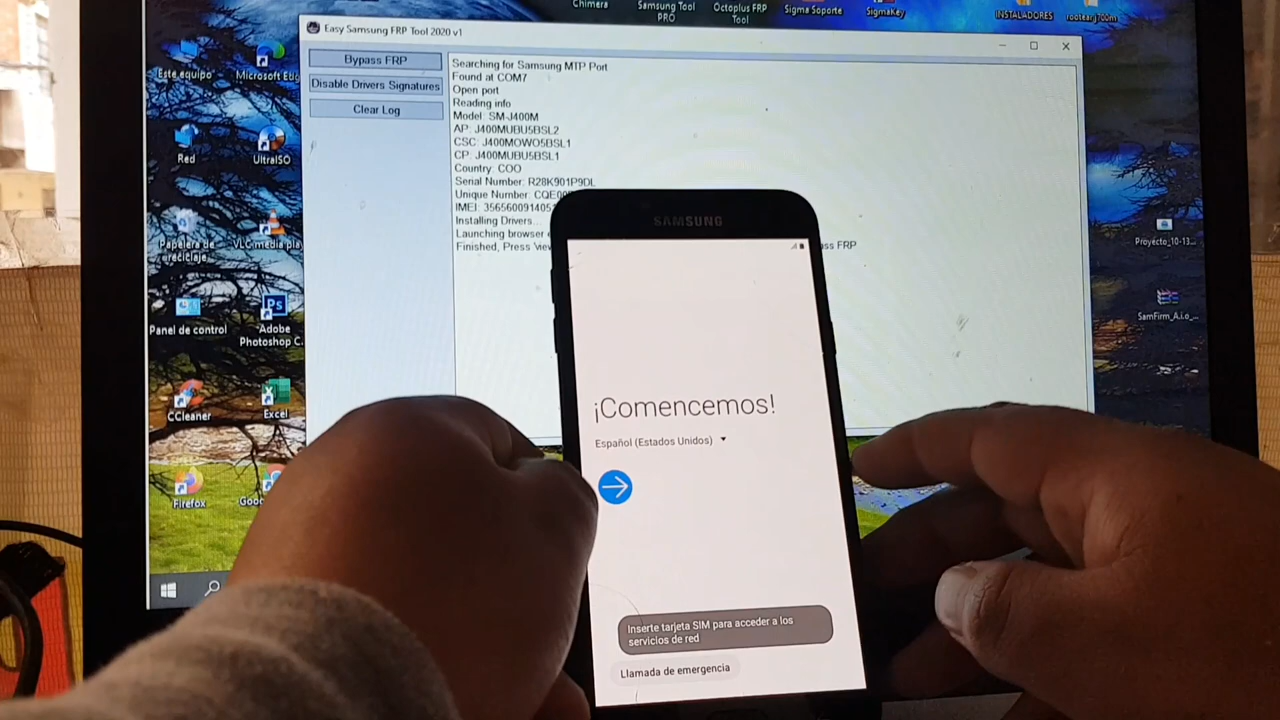 Chimera
Samsung Tool
PRO
Octoplus FRP
Tool
Sigma Soporte
SigmaKey
INSTALADORES
rootearj700m
Easy Samsung FRP Tool 2020 v1
Bypass FRP
Disable Drivers Signatures
Clear Log
Searching for Samsung MTP Port
Found at COM7
Open port
Reading info
Model: SM-J400M
AP: J400MUBU5BSL2
CSC: J400MOWO5BSL1
CP: J400MUBU5BSL1
Country: COO
Serial Number: R28K901P9DL
Unique Number:
IMEI:
Installing Drivers...
Launching browser
Finished, Press
FRP
Este equipo
Microsoft
Red
UltraISO
Papelera de
reciclaje
VLC media
Panel de control
Ps
Adobe
Photoshop C...
CCleaner
Excel
Firefox
Proyecto_10-13...
SamFirm_A.i.o_...
SAMSUNG
¡Comencemos!
Español (Estados Unidos)
Inserte tarjeta SIM para acceder a los
servicios de red
Llamada de emergencia